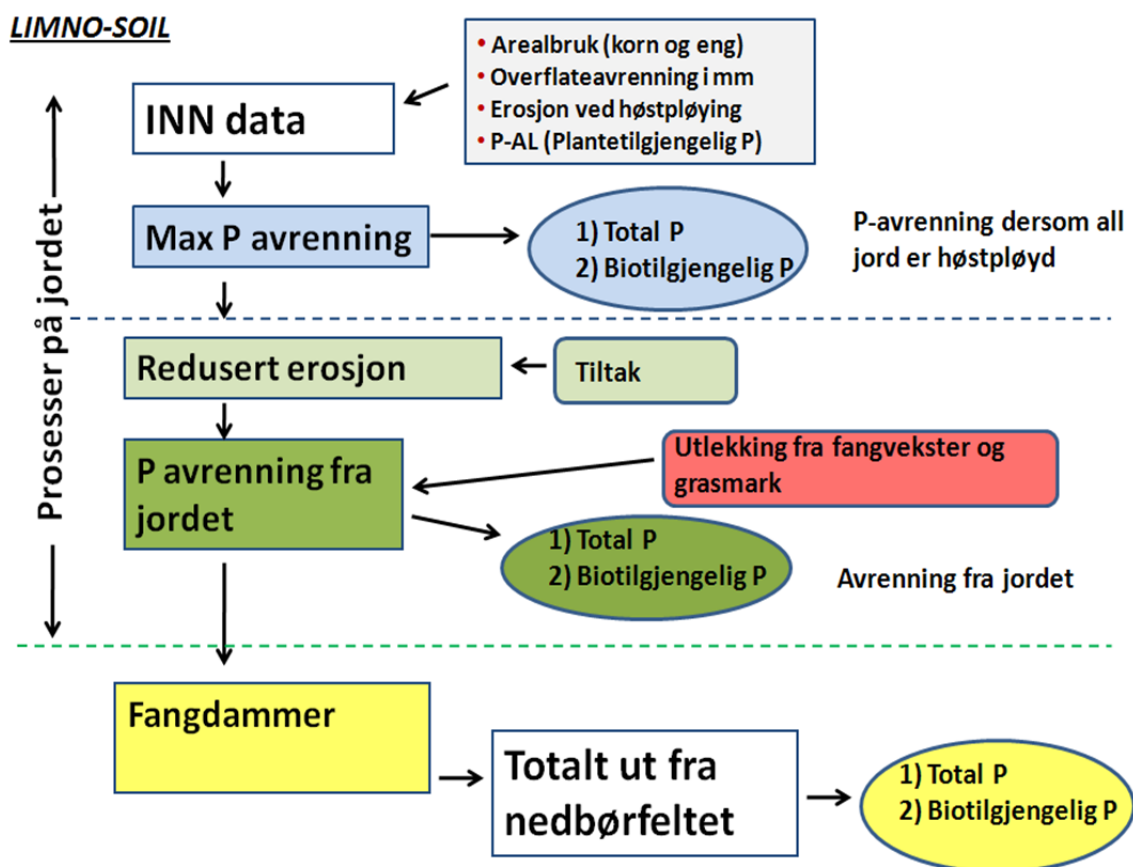 LIMNO-SOIL
• Arealbruk (korn og eng)
• Overflateavrenning i mm
• Erosjon ved høstpløying
• P-AL (Plantetilgjengelig P)
INN data
Max P avrenning
1) Total P
2) Biotilgjengelig P
P-avrenning dersom all
jord er høstpløyd
Prosesser på jordet
Redusert erosjon
Tiltak
P avrenning fra
jordet
Utlekking fra fangvekster og
grasmark
1) Total P
2) Biotilgjengelig P
Avrenning fra jordet
Fangdammer
Totalt ut fra
nedbørfeltet
1) Total P
2) Biotilgjengelig P